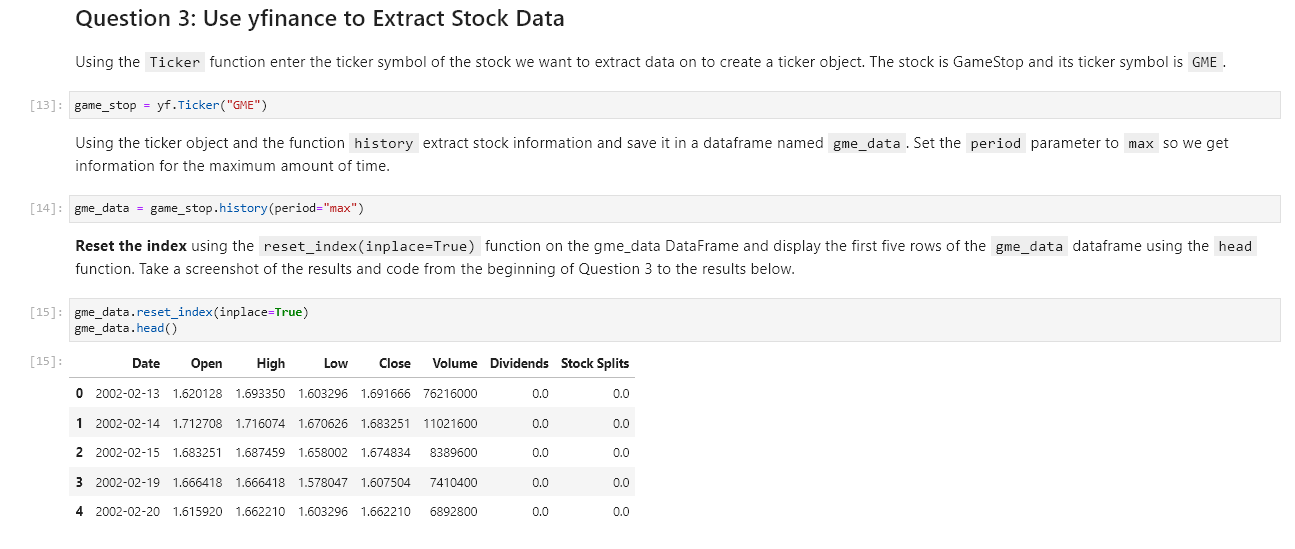 Question 3: Use yfinance to Extract Stock Data
Using the Ticker function enter the ticker symbol of the stock we want to extract data on to create a ticker object. The stock is GameStop and its ticker symbol is GME .
[13]: game_stop = yf.Ticker("GME")
Using the ticker object and the function history extract stock information and save it in a dataframe named gme_data . Set the period parameter to max so we get
information for the maximum amount of time.
[14]: gme_data = game_stop.history(period="max")
Reset the index using the reset_index(inplace=True) function on the gme_data DataFrame and display the first five rows of the gme_data dataframe using the head
function. Take a screenshot of the results and code from the beginning of Question 3 to the results below.
[15]: gme_data.reset_index(inplace=True)
gme_data.head()
[15]: Date Open High Low Close Volume Dividends Stock Splits
0 2002-02-13 1.620128 1.693350 1.603296 1.691666 76216000 0.0 0.0
1 2002-02-14 1.712708 1.716074 1.670626 1.683251 11021600 0.0 0.0
2 2002-02-15 1.683251 1.687459 1.658002 1.674834 8389600 0.0 0.0
3 2002-02-19 1.666418 1.666418 1.578047 1.607504 7410400 0.0 0.0
4 2002-02-20 1.615920 1.662210 1.603296 1.662210 6892800 0.0 0.0